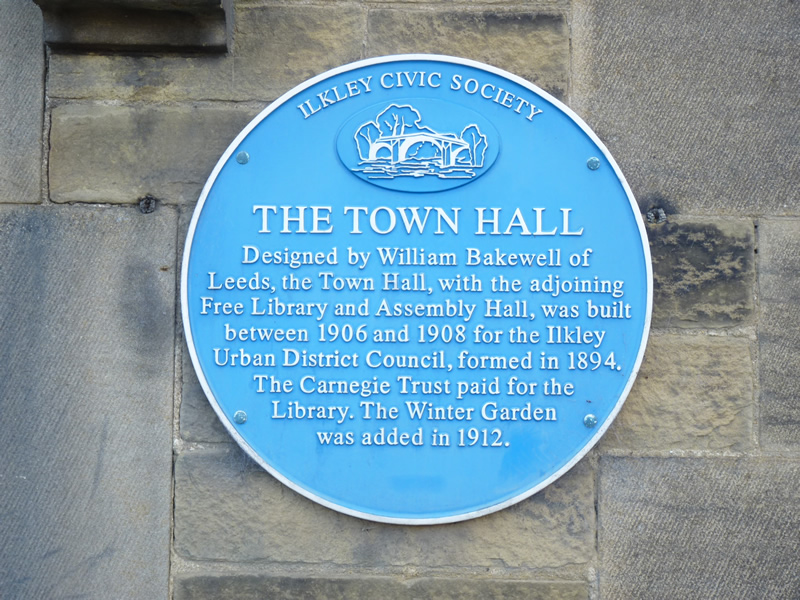 ILKLEY CIVIC SOCIETY
THE TOWN HALL
Designed by William Bakewell of
Leeds, the Town Hall, with the adjoining
Free Library and Assembly Hall, was built
between 1906 and 1908 for the Ilkley
Urban District Council, formed in 1894.
The Carnegie Trust paid for the
Library. The Winter Garden
was added in 1912.